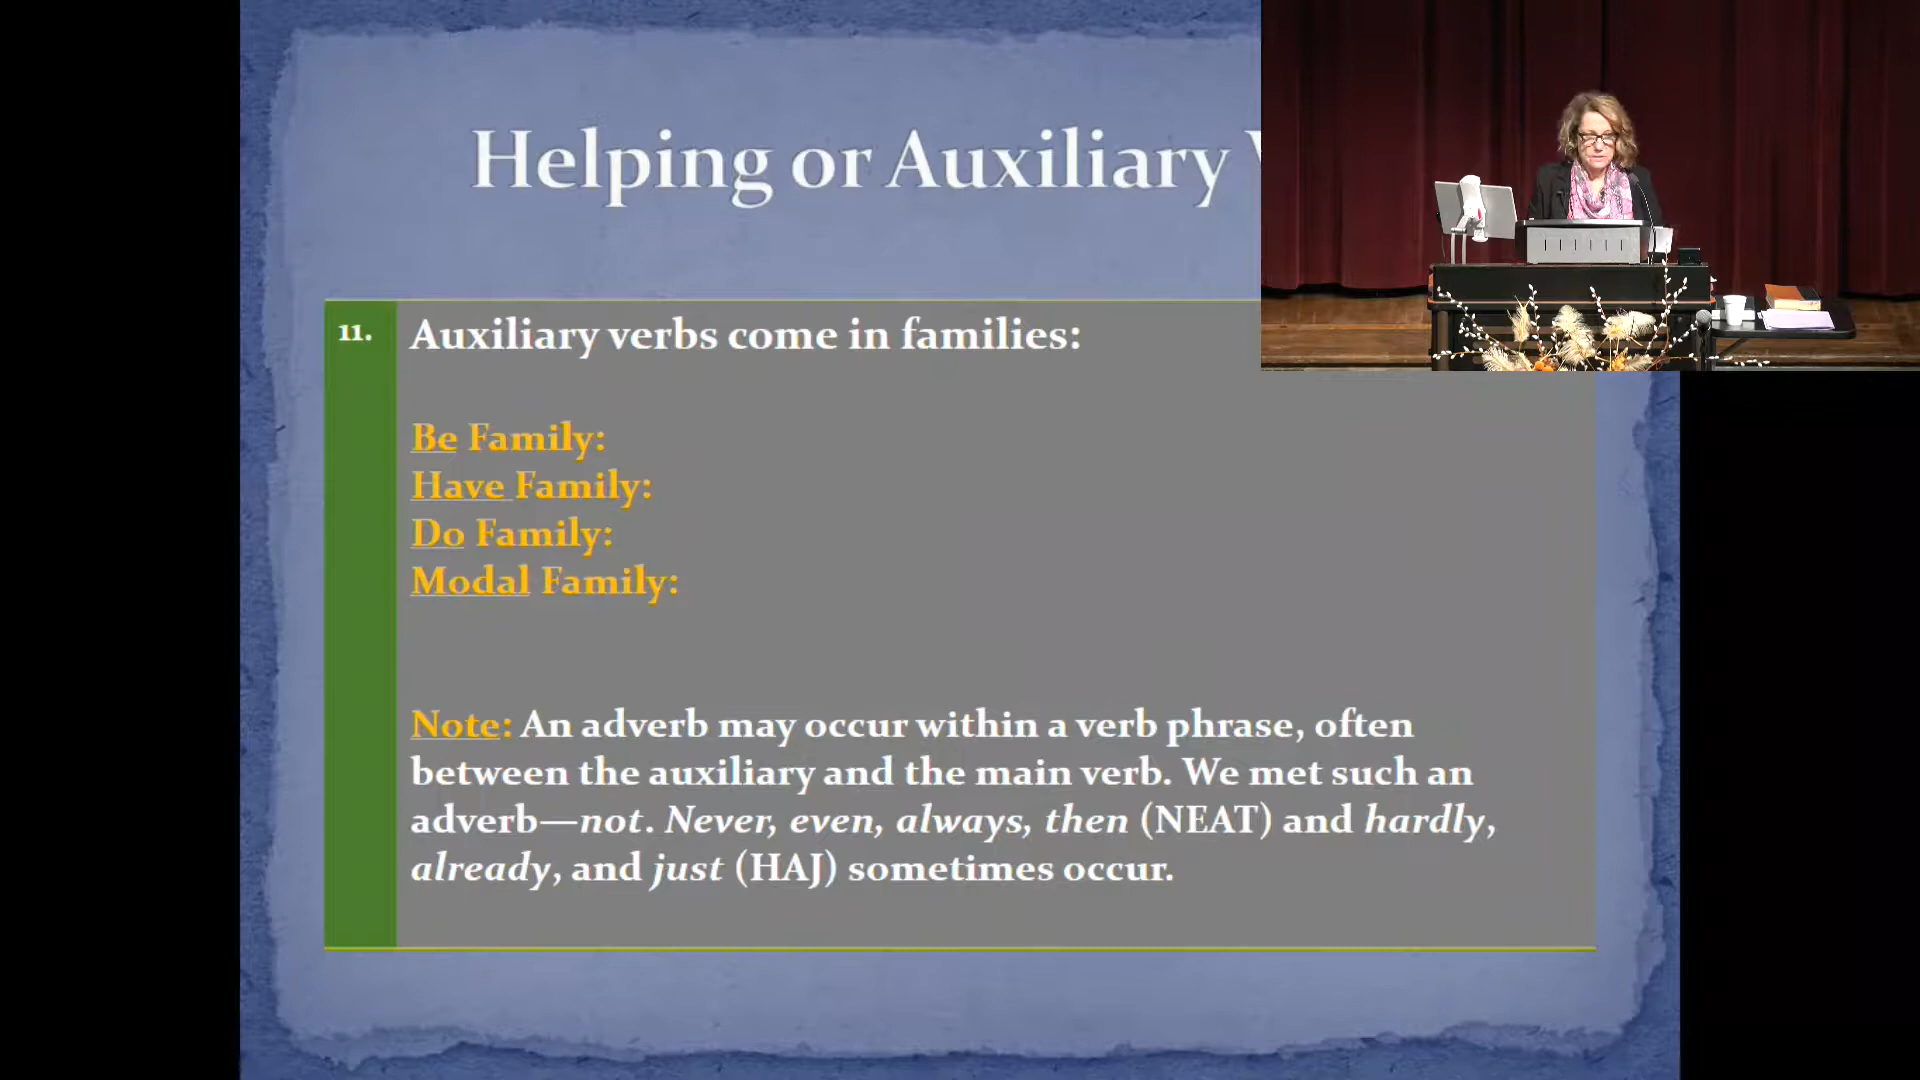 Helping or Auxiliary
11.
Auxiliary verbs come in families:
Be Family:
Have Family:
Do Family:
Modal Family:
Note: An adverb may occur within a verb phrase, often
between the auxiliary and the main verb. We met such an
adverb—not. Never, even, always, then (NEAT) and hardly,
already, and just (HAJ) sometimes occur.